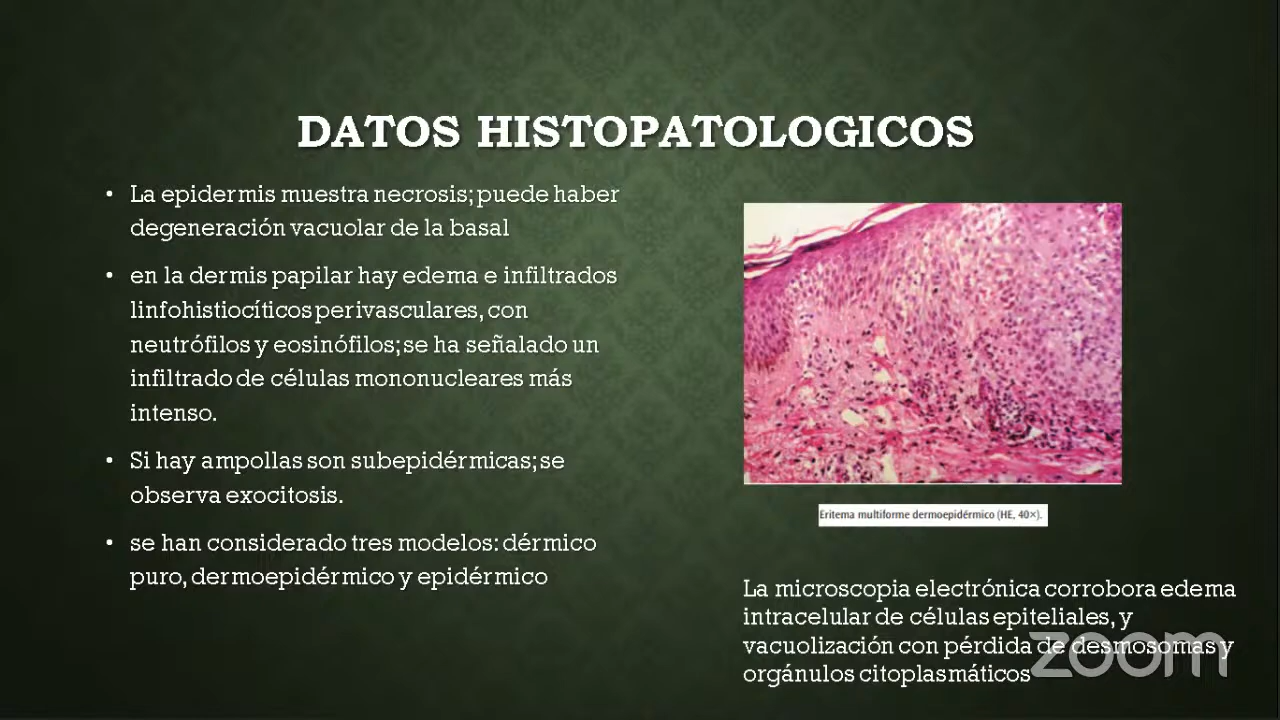 DATOS HISTOPATOLOGICOS
• La epidermis muestra necrosis; puede haber
degeneración vacuolar de la basal
• en la dermis papilar hay edema e infiltrados
linfohistiocíticos perivasculares, con
neutrófilos y eosinófilos; se ha señalado un
infiltrado de células mononucleares más
intenso.
• Si hay ampollas son subepidérmicas; se
observa exocitosis.
• se han considerado tres modelos: dérmico
puro, dermoepidérmico y epidérmico
Eritema multiforme dermoepidérmico (HE, 40×).
La microscopia electrónica corrobora edema
intracelular de células epiteliales, y
vacuolización con pérdida de desmosomas y
orgánulos citoplasmáticos
zoom